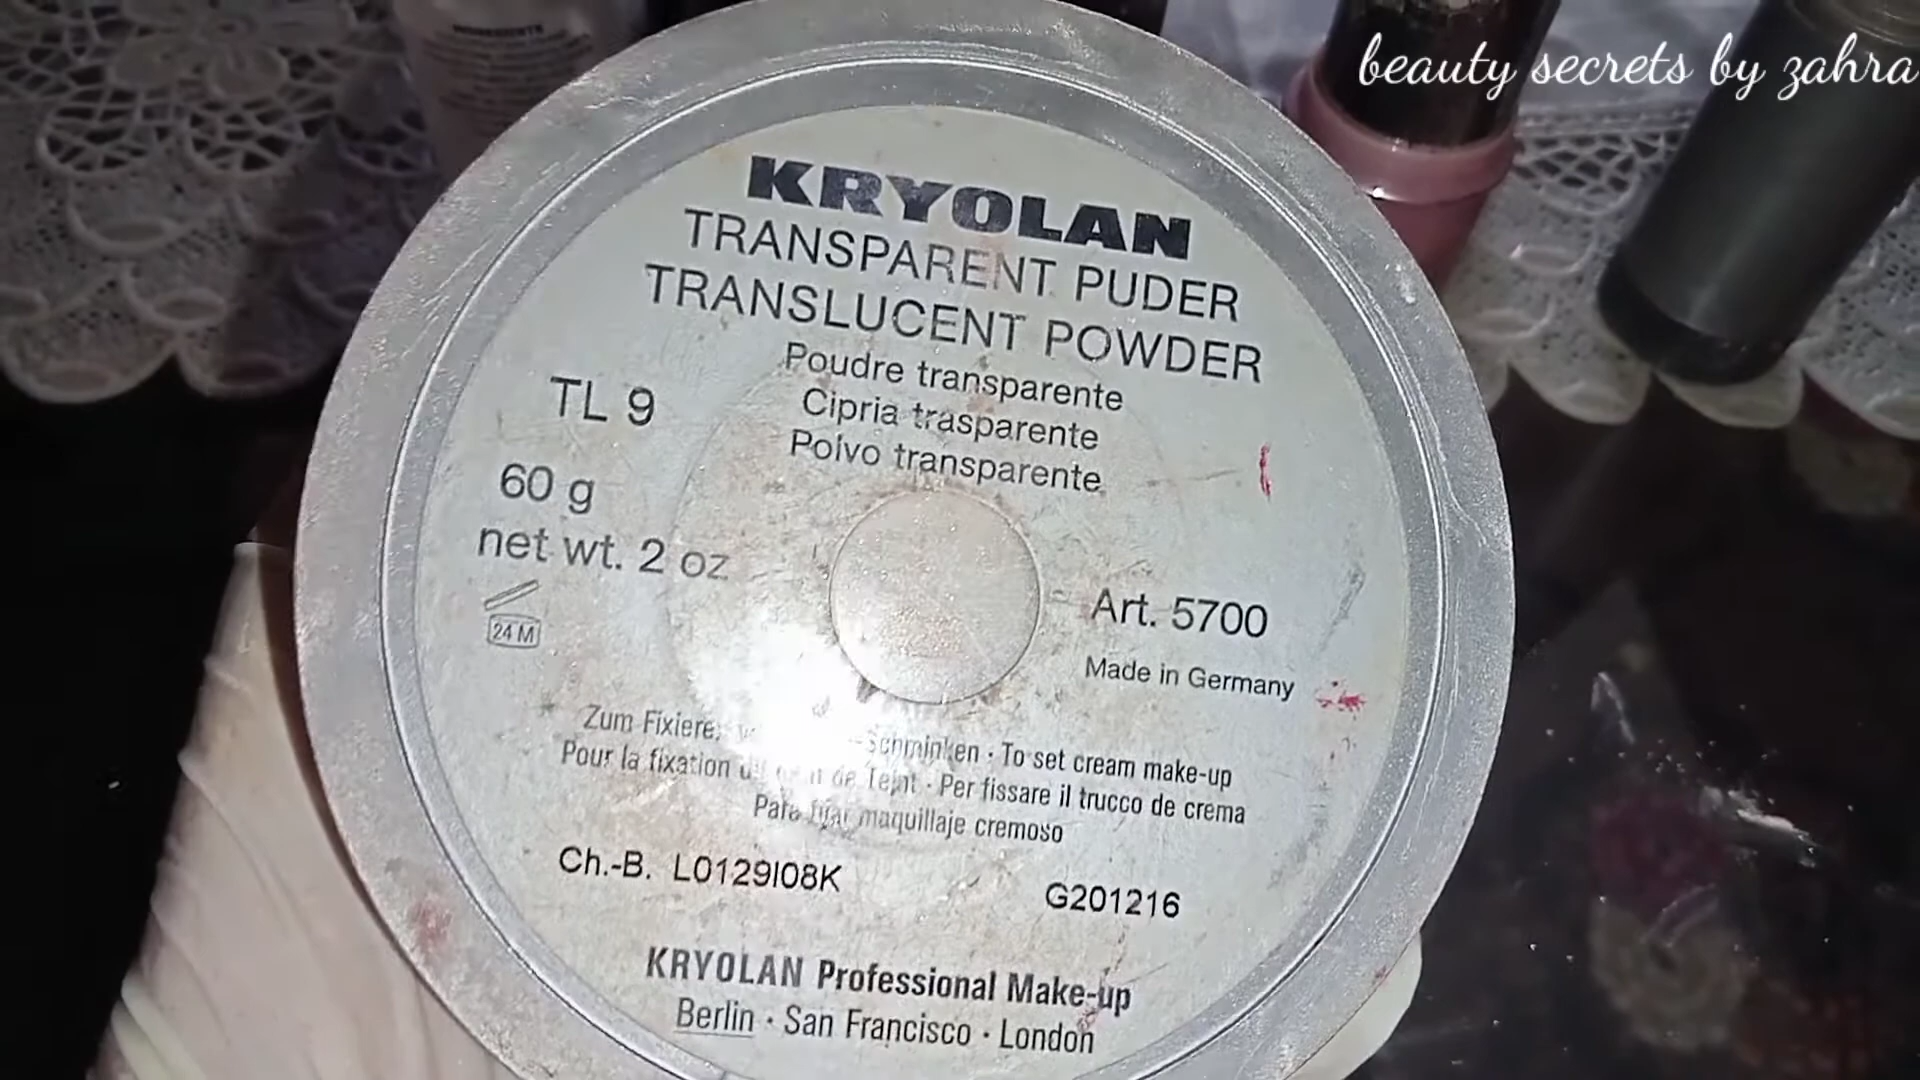 beauty secrets by zahra
INGREDIENTS
KRYOLAN
TRANSPARENT PUDER
TRANSLUCENT POWDER
Poudre transparente
Cipria trasparente
Polvo transparente
TL 9
60 g
net wt. 2 oz
24 M
Art. 5700
Made in Germany
Zum -Schminken · To set cream make-up
Pour la fixation de Teint · Per fissare il trucco de crema
Para fijar maquillaje cremoso
Ch.-B. L0129I08K
G201216
KRYOLAN Professional Make-up
Berlin · San Francisco · London